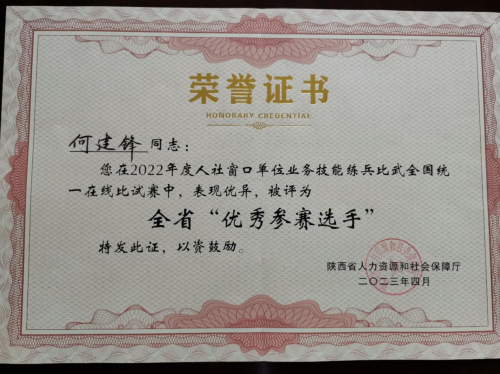 荣誉证书
HONORARY CREDENTIAL
何建锋 同志：
您在2022年度人社窗口单位业务技能练兵比武全国统
一在线比试赛中，表现优异，被评为
全省“优秀参赛选手”
特发此证，以资鼓励。
陕西省人力资源和社会保障厅
二〇二三年四月